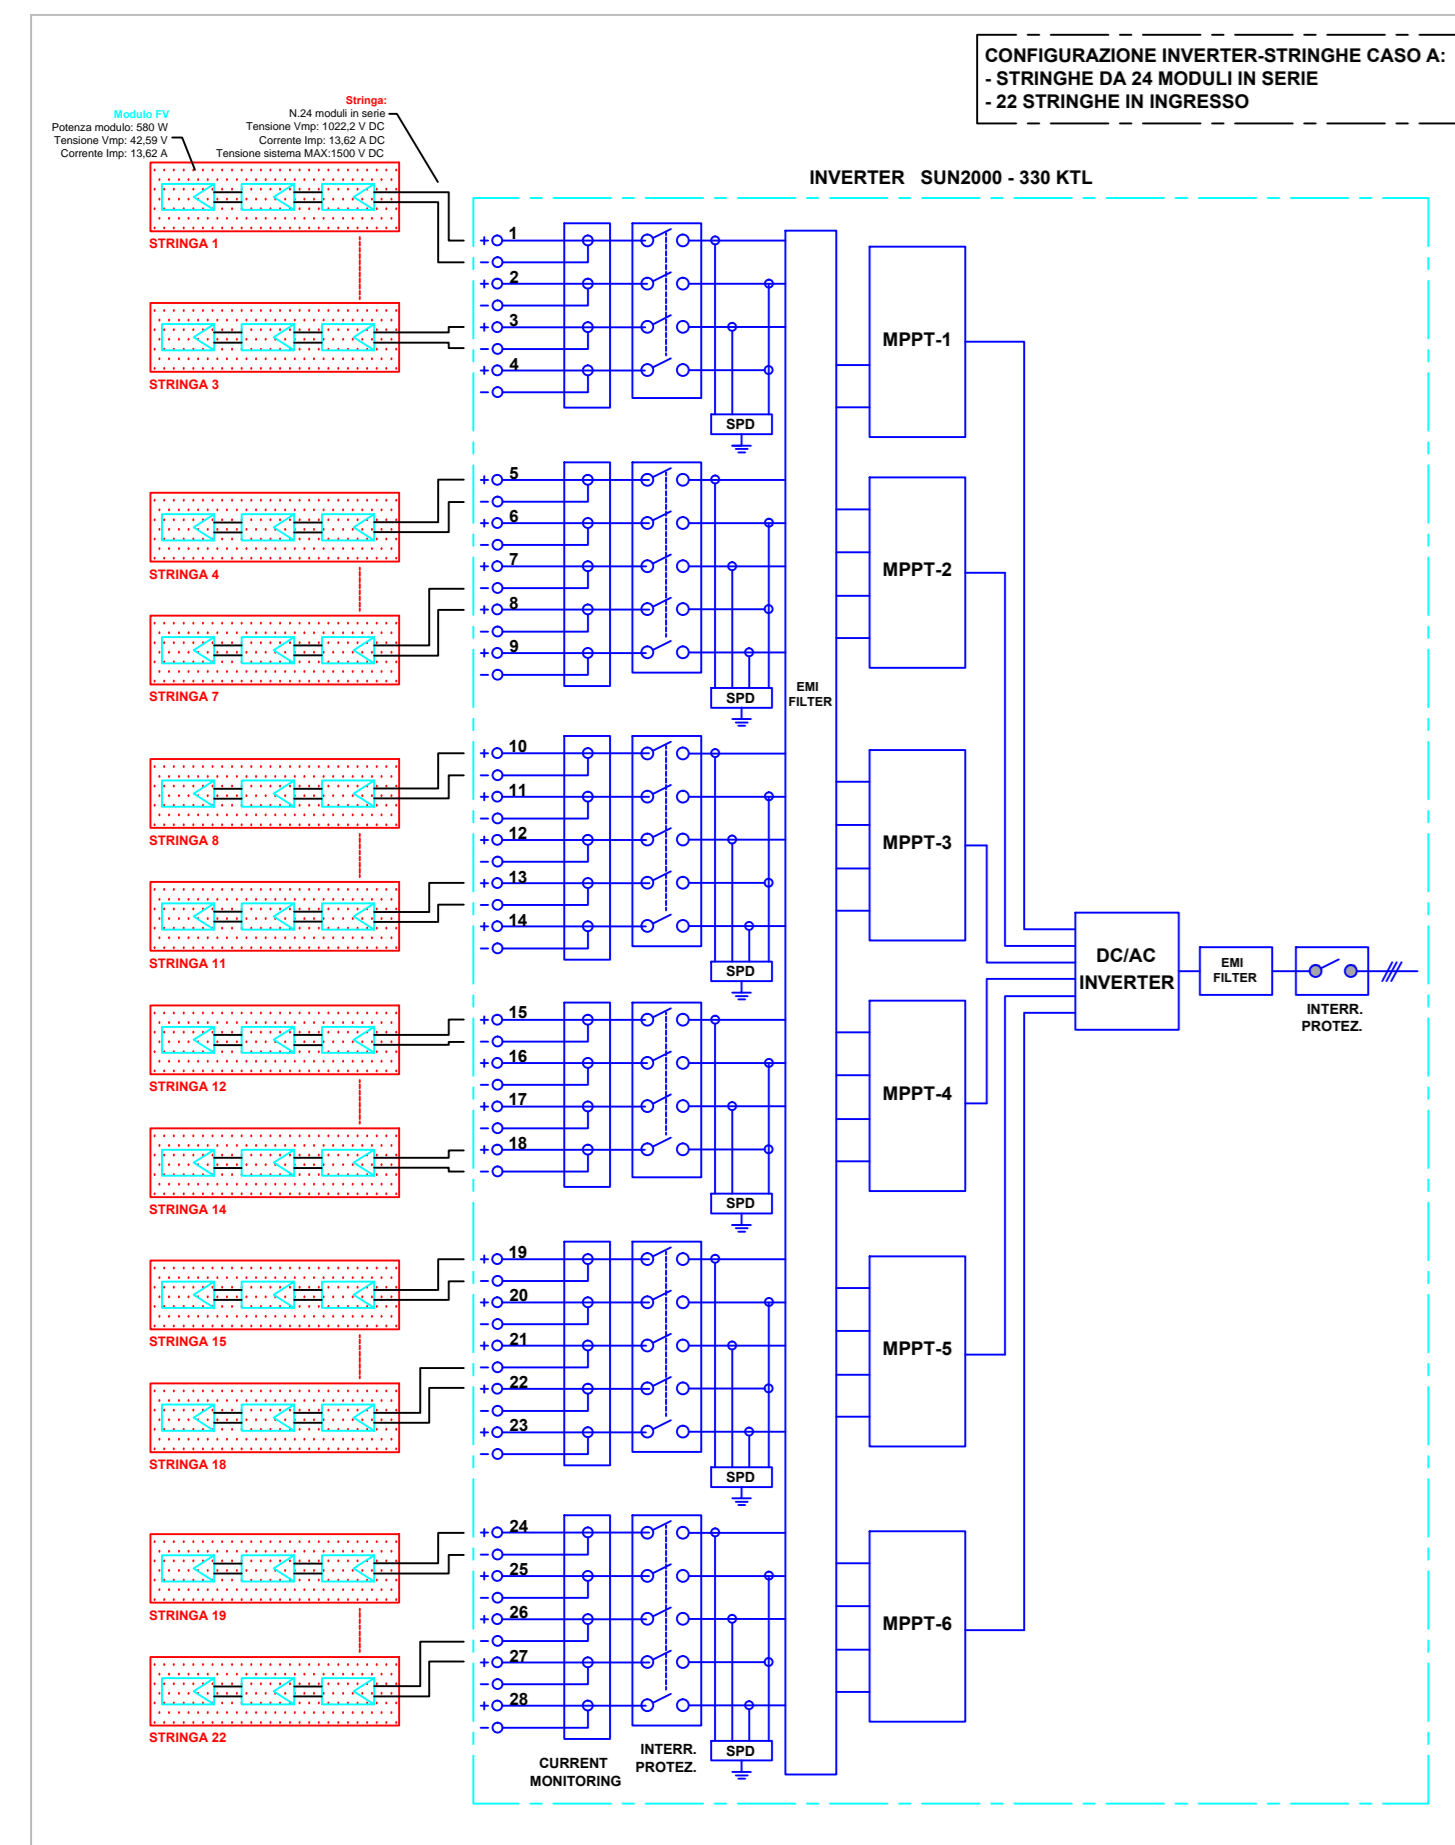 CONFIGURAZIONE INVERTER-STRINGHE CASO A:
- STRINGHE DA 24 MODULI IN SERIE
- 22 STRINGHE IN INGRESSO
Modulo FV
Potenza modulo: 580 W
Tensione Vmp: 42,59 V
Corrente Imp: 13,62 A
Stringa:
N.24 moduli in serie
Tensione Vmp: 1022,2 V DC
Corrente Imp: 13,62 A DC
Tensione sistema MAX:1500 V DC
INVERTER SUN2000 - 330 KTL
STRINGA 1
STRINGA 3
+ 1
-
+ 2
-
+ 3
-
+ 4
-
SPD
MPPT-1
STRINGA 4
STRINGA 7
+ 5
-
+ 6
-
+ 7
-
+ 8
-
+ 9
-
SPD
EMI
FILTER
MPPT-2
STRINGA 8
STRINGA 11
+ 10
-
+ 11
-
+ 12
-
+ 13
-
+ 14
-
SPD
MPPT-3
DC/AC
INVERTER
EMI
FILTER
INTERR.
PROTEZ.
STRINGA 12
STRINGA 14
+ 15
-
+ 16
-
+ 17
-
+ 18
-
SPD
MPPT-4
STRINGA 15
STRINGA 18
+ 19
-
+ 20
-
+ 21
-
+ 22
-
+ 23
-
SPD
MPPT-5
STRINGA 19
STRINGA 22
+ 24
-
+ 25
-
+ 26
-
+ 27
-
+ 28
-
SPD
MPPT-6
CURRENT
MONITORING
INTERR.
PROTEZ.